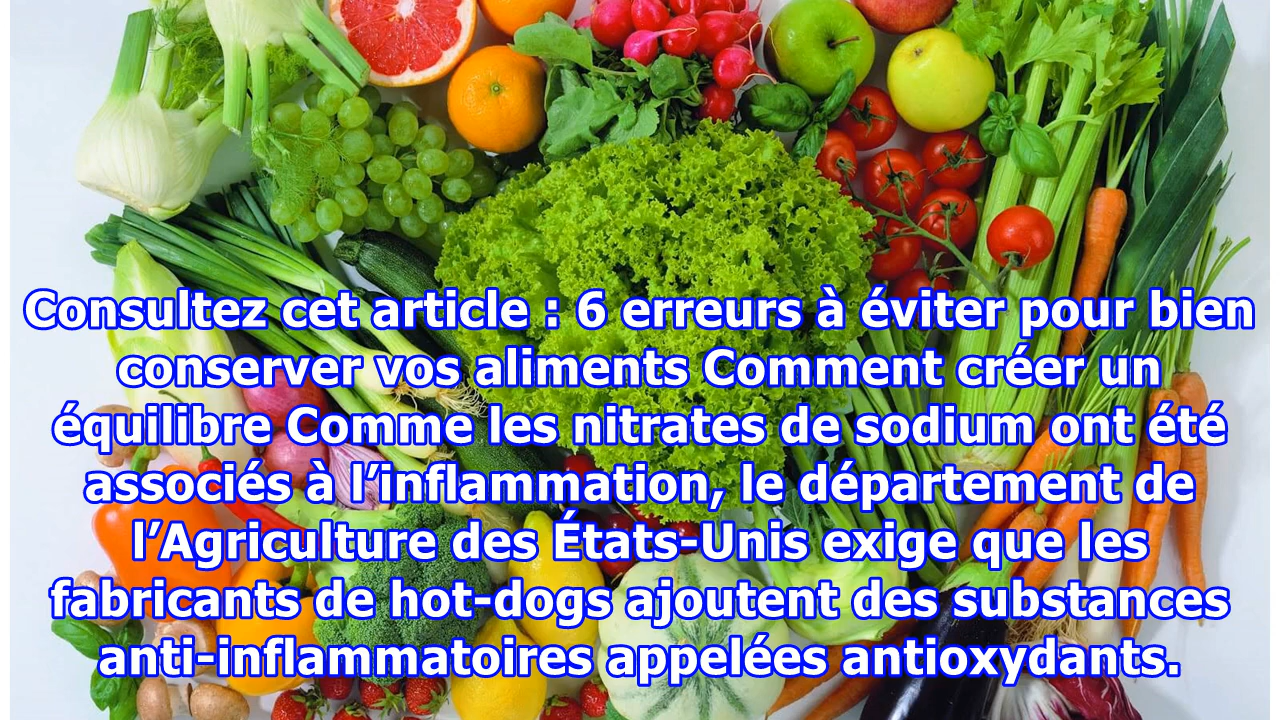 Consultez cet article : 6 erreurs à éviter pour bien
conserver vos aliments Comment créer un
équilibre Comme les nitrates de sodium ont été
associés à l’inflammation, le département de
l’Agriculture des États-Unis exige que les
fabricants de hot-dogs ajoutent des substances
anti-inflammatoires appelées antioxydants.